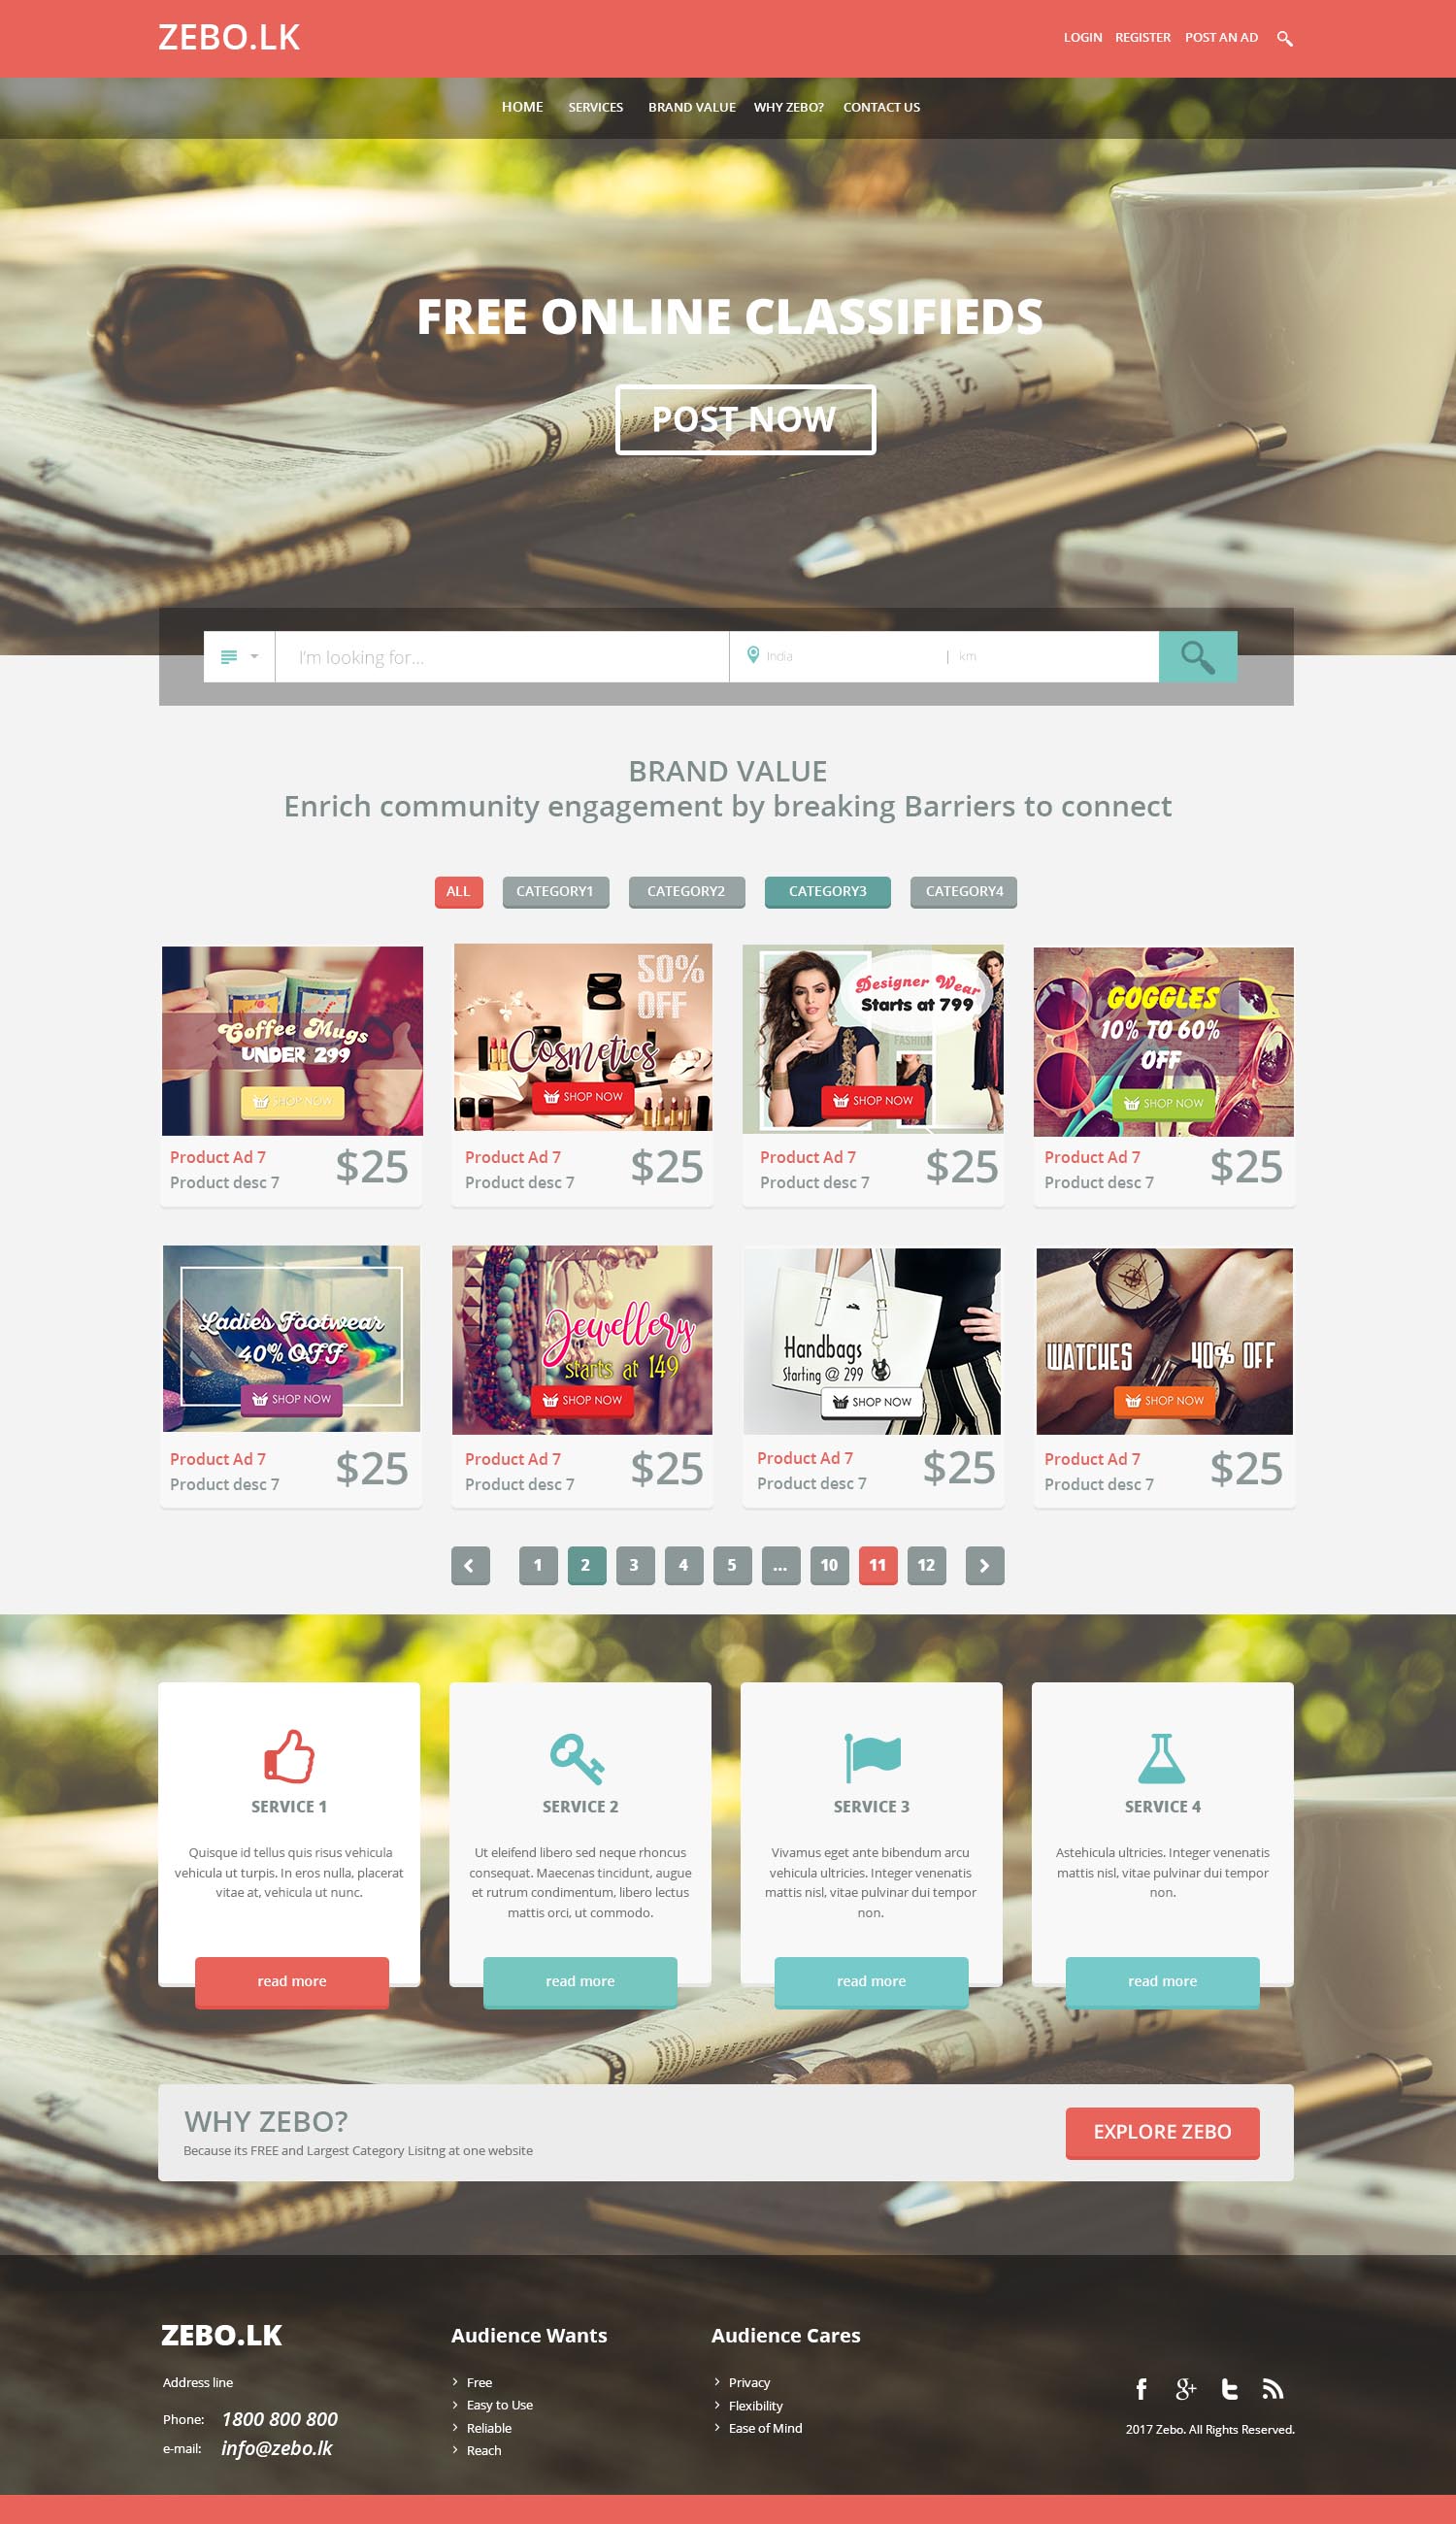 ZEBO.LK
LOGIN REGISTER POST AN AD
HOME SERVICES BRAND VALUE WHY ZEBO? CONTACT US
FREE ONLINE CLASSIFIEDS
POST NOW
I'm looking for...
India
| km
BRAND VALUE
Enrich community engagement by breaking Barriers to connect
ALL CATEGORY1 CATEGORY2 CATEGORY3 CATEGORY4
Coffee Mugs
UNDER 299
SHOP NOW
Product Ad 7
Product desc 7
$25
50%
OFF
Cosmetics
SHOP NOW
Product Ad 7
Product desc 7
$25
Designer Wear
Starts at 799
FASHION
SHOP NOW
Product Ad 7
Product desc 7
$25
GOGGLES
10% TO 60%
OFF
SHOP NOW
Product Ad 7
Product desc 7
$25
Ladies Footwear
40% OFF
SHOP NOW
Product Ad 7
Product desc 7
$25
Jewellery
starts at 149
SHOP NOW
Product Ad 7
Product desc 7
$25
Handbags
Starting @ 299
SHOP NOW
Product Ad 7
Product desc 7
$25
WATCHES 40% OFF
SHOP NOW
Product Ad 7
Product desc 7
$25
1 2 3 4 5 ... 10 11 12
SERVICE 1
Quisque id tellus quis risus vehicula
vehicula ut turpis. In eros nulla, placerat
vitae at, vehicula ut nunc.
read more
SERVICE 2
Ut eleifend libero sed neque rhoncus
consequat. Maecenas tincidunt, augue
et rutrum condimentum, libero lectus
mattis orci, ut commodo.
read more
SERVICE 3
Vivamus eget ante bibendum arcu
vehicula ultricies. Integer venenatis
mattis nisl, vitae pulvinar dui tempor
non.
read more
SERVICE 4
Astehicula ultricies. Integer venenatis
mattis nisl, vitae pulvinar dui tempor
non.
read more
WHY ZEBO?
Because its FREE and Largest Category Lisitng at one website
EXPLORE ZEBO
ZEBO.LK
Address line
Phone: 1800 800 800
e-mail: info@zebo.lk
Audience Wants
Free
Easy to Use
Reliable
Reach
Audience Cares
Privacy
Flexibility
Ease of Mind
2017 Zebo. All Rights Reserved.